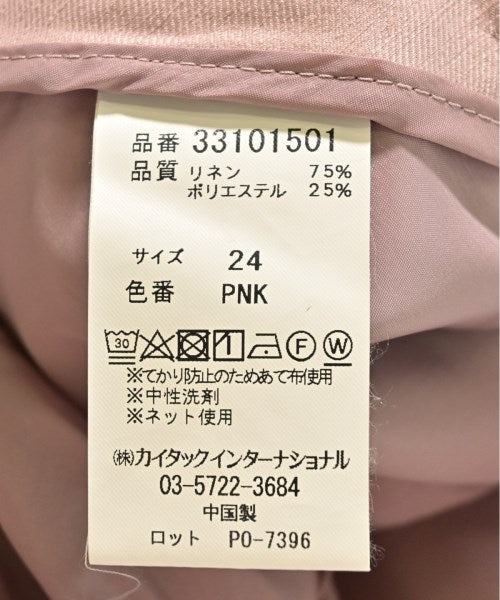 品番 33101501
品質 リネン 75%
ポリエステル 25%
サイズ 24
色番 PNK
30 F W
※てかり防止のためあて布使用
※中性洗剤
※ネット使用
㈱カイタックインターナショナル
03-5722-3684
中国製
ロット PO-7396